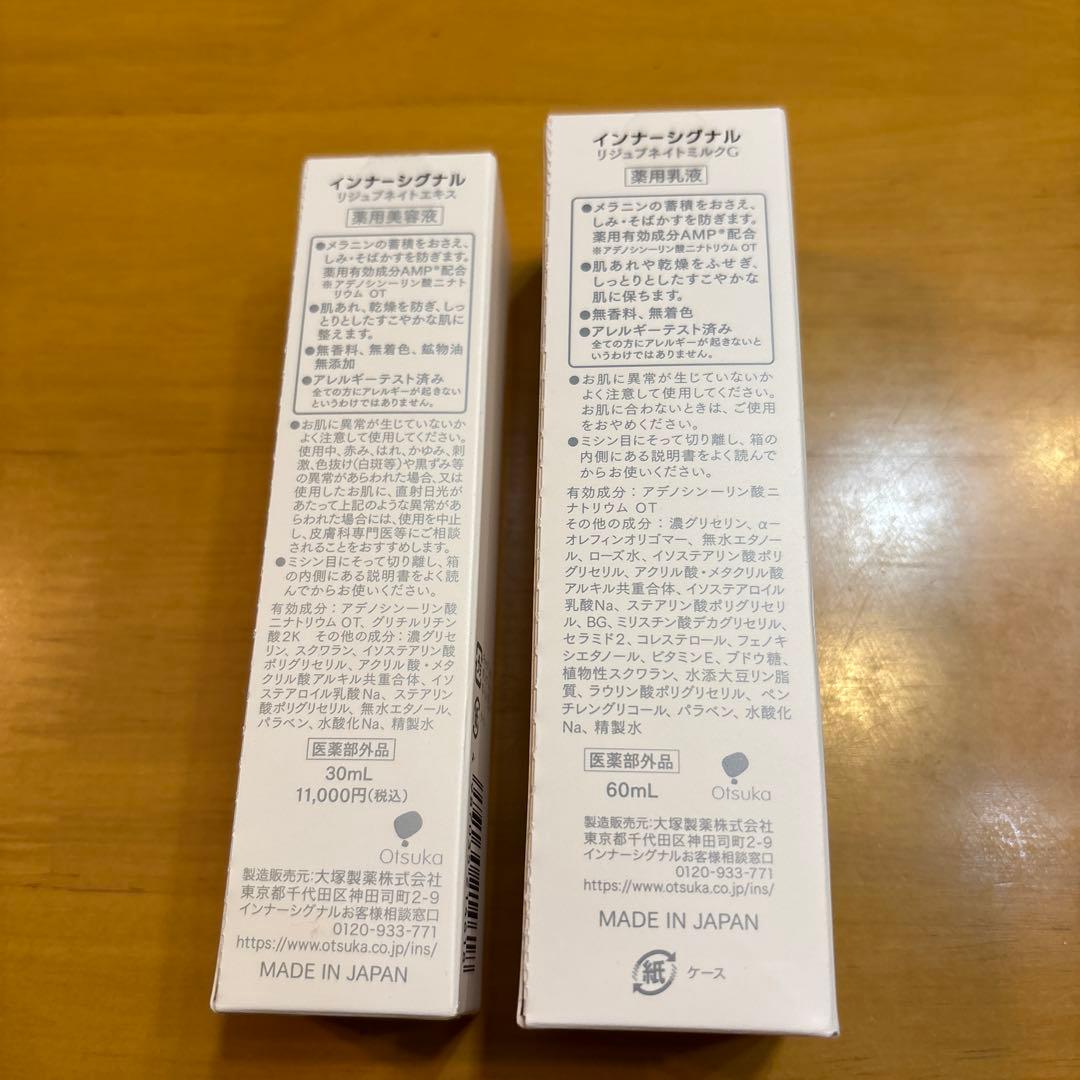 インナーシグナル
リジュブネイトエキス
薬用美容液
●メラニンの蓄積をおさえ、
しみ・そばかすを防ぎます。
薬用有効成分AMP※配合
※アデノシン一リン酸二ナト
リウム OT
●肌あれ、乾燥を防ぎ、しっ
とりとしたすこやかな肌に
整えます。
●無香料、無着色、鉱物油
無添加
●アレルギーテスト済み
全ての方にアレルギーが起きない
というわけではありません。
●お肌に異常が生じていないか
よく注意して使用してください。
使用中、赤み、はれ、かゆみ、刺
激、色抜け(白斑等)や黒ずみ等
の異常があらわれた場合、又は
使用したお肌に、直射日光が
あたって上記のような異常があ
らわれた場合には、使用を中止
し、皮膚科専門医等にご相談
されることをおすすめします。
●ミシン目にそって切り離し、箱
の内側にある説明書をよく読
んでからお使いください。
有効成分：アデノシン一リン酸
二ナトリウム OT、グリチルリチン
酸2K その他の成分：濃グリセ
リン、スクワラン、イソステアリン酸
ポリグリセリル、アクリル酸・メタ
クリル酸アルキル共重合体、イソ
ステアロイル乳酸Na、ステアリン
酸ポリグリセリル、無水エタノール、
パラベン、水酸化Na、精製水
医薬部外品
30mL
11,000円(税込)
Otsuka
製造販売元：大塚製薬株式会社
東京都千代田区神田司町2-9
インナーシグナルお客様相談窓口
0120-933-771
https://www.otsuka.co.jp/ins/
MADE IN JAPAN
インナーシグナル
リジュブネイトミルクG
薬用乳液
●メラニンの蓄積をおさえ、
しみ・そばかすを防ぎます。
薬用有効成分AMP※配合
※アデノシン一リン酸二ナトリウム OT
●肌あれや乾燥をふせぎ、
しっとりとしたすこやかな
肌に保ちます。
●無香料、無着色
●アレルギーテスト済み
全ての方にアレルギーが起きないと
いうわけではありません。
●お肌に異常が生じていないか
よく注意して使用してください。
お肌に合わないときは、ご使用
をおやめください。
●ミシン目にそって切り離し、箱の
内側にある説明書をよく読んで
からお使いください。
有効成分：アデノシン一リン酸二
ナトリウム OT
その他の成分：濃グリセリン、α-
オレフィンオリゴマー、無水エタノー
ル、ローズ水、イソステアリン酸ポリ
グリセリル、アクリル酸・メタクリル酸
アルキル共重合体、イソステアロイル
乳酸Na、ステアリン酸ポリグリセリ
ル、BG、ミリスチン酸デカグリセリル、
セラミド2、コレステロール、フェノキ
シエタノール、ビタミンE、ブドウ糖、
植物性スクワラン、水添大豆リン脂
質、ラウリン酸ポリグリセリル、ペン
チレングリコール、パラベン、水酸化
Na、精製水
医薬部外品
60mL
Otsuka
製造販売元：大塚製薬株式会社
東京都千代田区神田司町2-9
インナーシグナルお客様相談窓口
0120-933-771
https://www.otsuka.co.jp/ins/
MADE IN JAPAN
紙 ケース